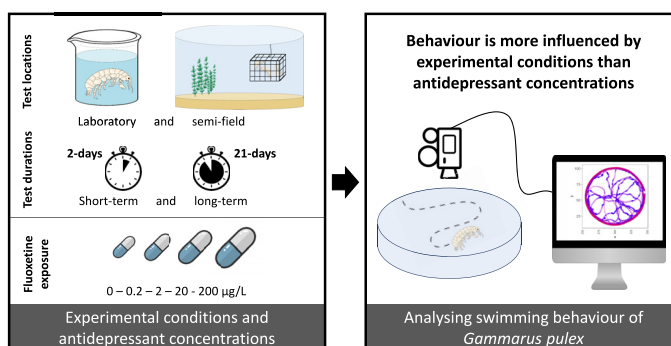 Test locations
Laboratory and semi-field
Test durations
2-days
21-days
Short-term and long-term
Fluoxetine
exposure
0 – 0.2 – 2 – 20 - 200 µg/L
Experimental conditions and
antidepressant concentrations
Behaviour is more influenced by
experimental conditions than
antidepressant concentrations
Analysing swimming behaviour of
Gammarus pulex